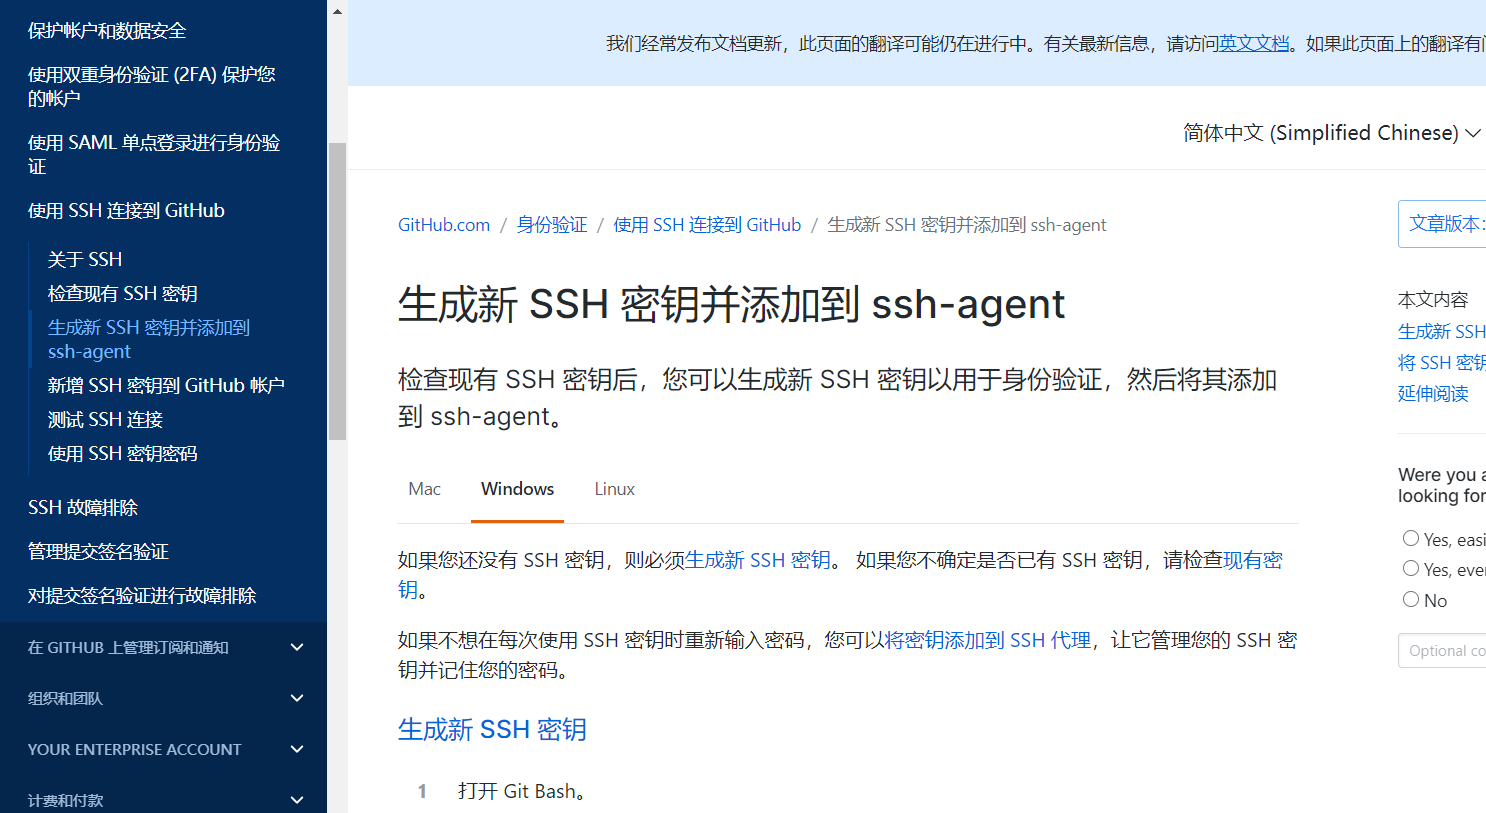 保护帐户和数据安全
使用双重身份验证 (2FA) 保护您
的帐户
使用 SAML 单点登录进行身份验
证
使用 SSH 连接到 GitHub
关于 SSH
检查现有 SSH 密钥
生成新 SSH 密钥并添加到
ssh-agent
新增 SSH 密钥到 GitHub 帐户
测试 SSH 连接
使用 SSH 密钥密码
SSH 故障排除
管理提交签名验证
对提交签名验证进行故障排除
在 GITHUB 上管理订阅和通知
组织和团队
YOUR ENTERPRISE ACCOUNT
计费和付款
我们经常发布文档更新，此页面的翻译可能仍在进行中。有关最新信息，请访问英文文档。如果此页面上的翻译有问
简体中文 (Simplified Chinese)
GitHub.com / 身份验证 / 使用 SSH 连接到 GitHub / 生成新 SSH 密钥并添加到 ssh-agent
生成新 SSH 密钥并添加到 ssh-agent
检查现有 SSH 密钥后，您可以生成新 SSH 密钥以用于身份验证，然后将其添加
到 ssh-agent。
Mac Windows Linux
如果您还没有 SSH 密钥，则必须生成新 SSH 密钥。 如果您不确定是否已有 SSH 密钥，请检查现有密
钥。
如果不想在每次使用 SSH 密钥时重新输入密码，您可以将密钥添加到 SSH 代理，让它管理您的 SSH 密
钥并记住您的密码。
生成新 SSH 密钥
1 打开 Git Bash。
文章版本:
本文内容
生成新 SSH
将 SSH 密钥
延伸阅读
Were you a
looking for
Yes, easi
Yes, eve
No
Optional co